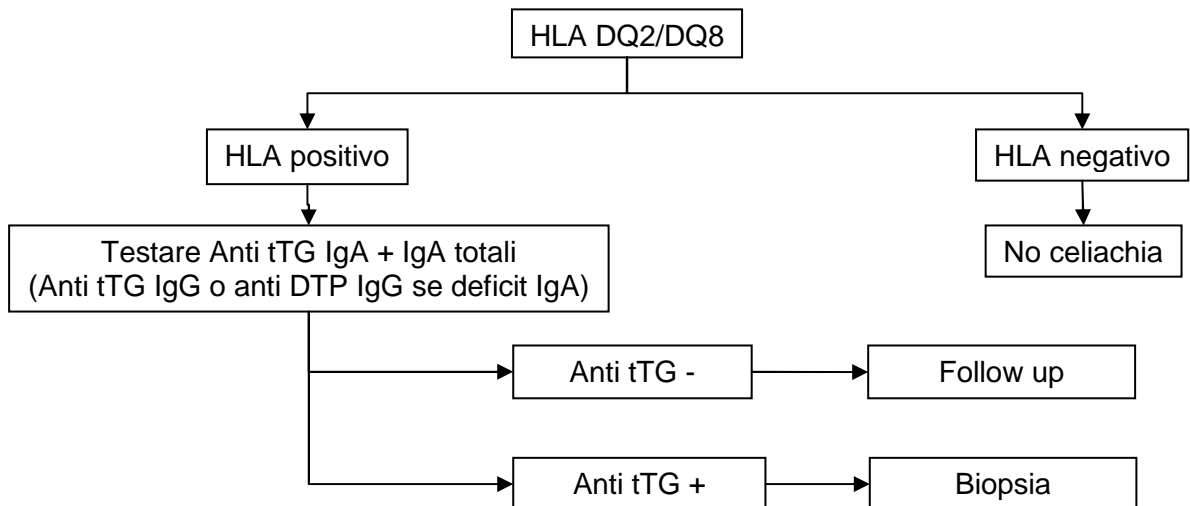 HLA DQ2/DQ8
HLA positivo
HLA negativo
Testare Anti tTG IgA + IgA totali
(Anti tTG IgG o anti DTP IgG se deficit IgA)
No celiachia
Anti tTG -
Follow up
Anti tTG +
Biopsia